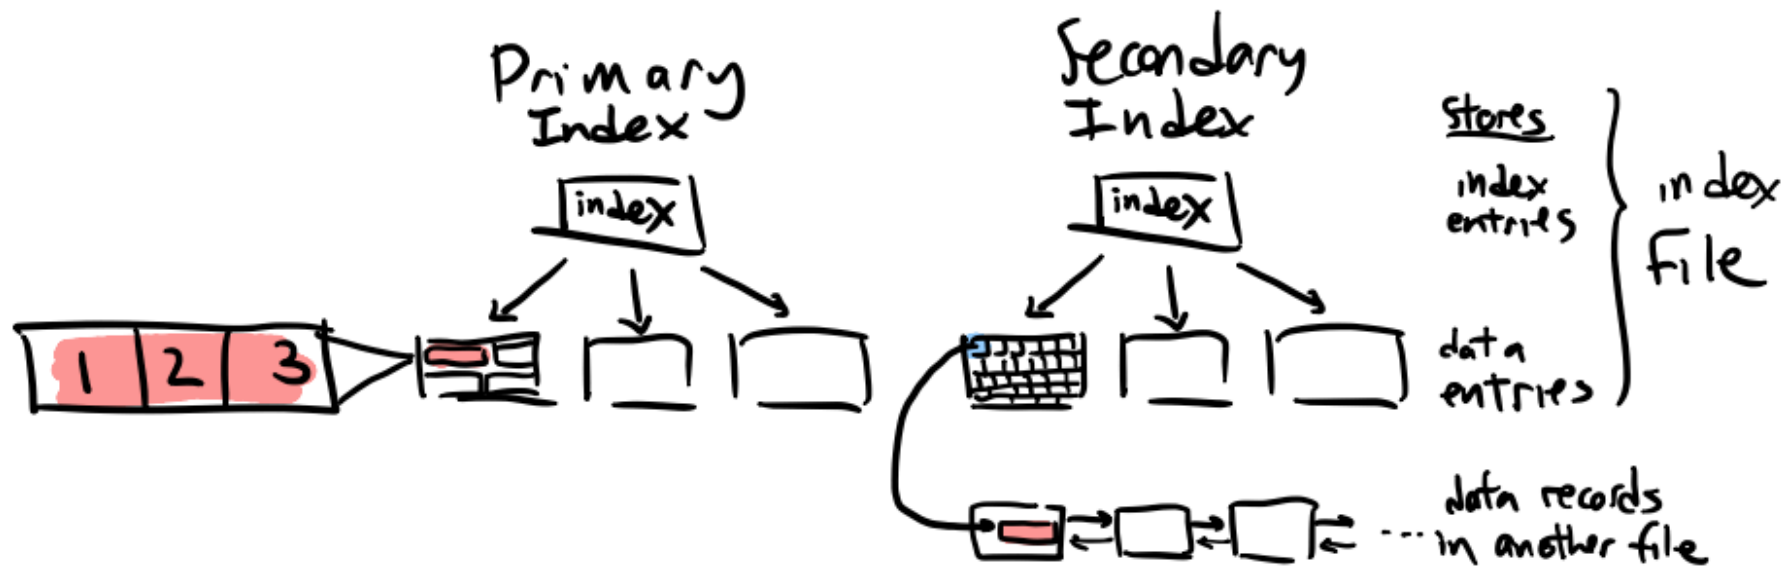 Primary
Index
Secondary
Index
stores
index
entries
index
File
index
index
1 2 3
data
entries
data records
.... in another file